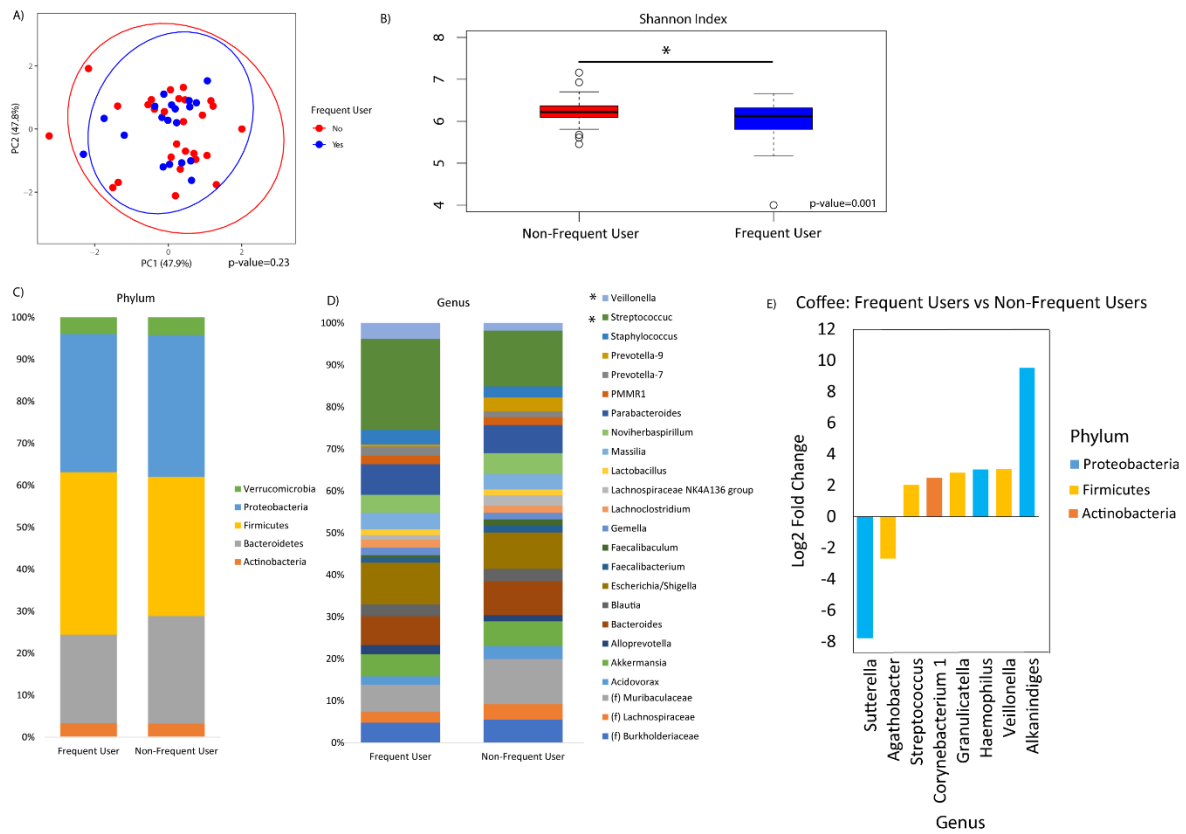 A)
2
0
−2
PC2 (47.8%)
−2
0
2
PC1 (47.9%)
p-value=0.23
Frequent User
No
Yes
B)
Shannon Index
8
7
6
5
4
*
p-value=0.001
Non-Frequent User
Frequent User
C)
Phylum
100%
90%
80%
70%
60%
50%
40%
30%
20%
10%
0%
Frequent User
Non-Frequent User
Verrucomicrobia
Proteobacteria
Firmicutes
Bacteroidetes
Actinobacteria
D)
Genus
100%
90%
80%
70%
60%
50%
40%
30%
20%
10%
0%
Frequent User
Non-Frequent User
* Veillonella
* Streptococcuc
Staphylococcus
Prevotella-9
Prevotella-7
PMMR1
Parabacteroides
Noviherbaspirillum
Massilia
Lactobacillus
Lachnospiraceae NK4A136 group
Lachnoclostridium
Gemella
Faecalibaculum
Faecalibacterium
Escherichia/Shigella
Blautia
Bacteroides
Alloprevotella
Akkermansia
Acidovorax
(f) Muribaculaceae
(f) Lachnospiraceae
(f) Burkholderiaceae
E)
Coffee: Frequent Users vs Non-Frequent Users
12
10
8
6
4
2
0
-2
-4
-6
-8
Log2 Fold Change
Sutterella
Agathobacter
Streptococcus
Corynebacterium 1
Granulicatella
Haemophilus
Veillonella
Alkanindiges
Genus
Phylum
Proteobacteria
Firmicutes
Actinobacteria